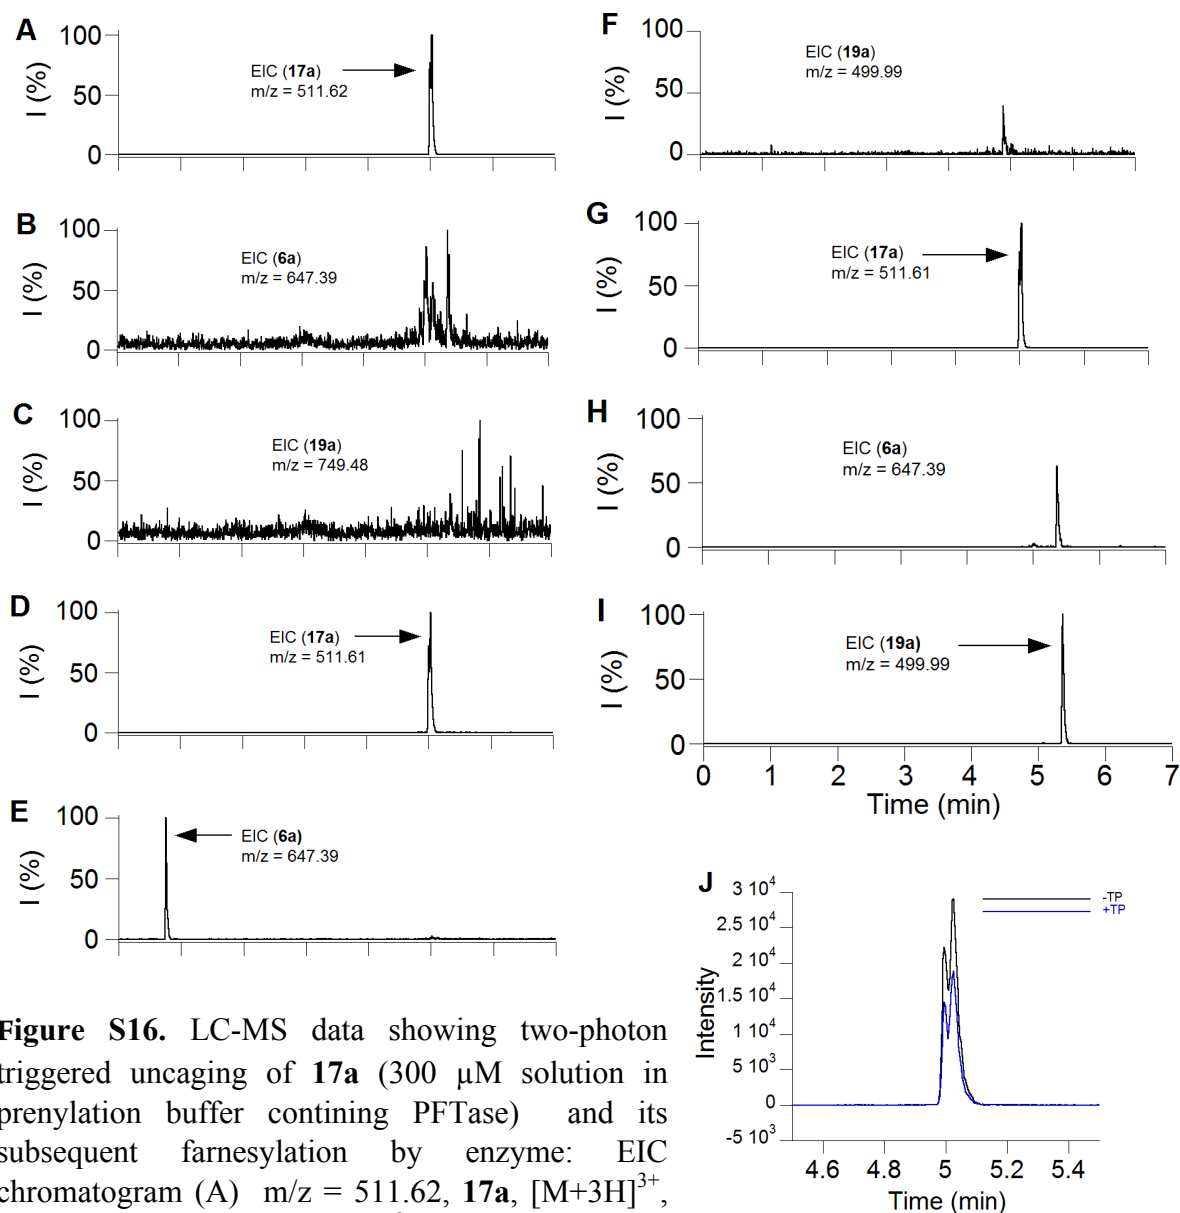 A
100
50
0
I (%)
EIC (17a)
m/z = 511.62
B
100
50
0
I (%)
EIC (6a)
m/z = 647.39
C
100
50
0
I (%)
EIC (19a)
m/z = 749.48
D
100
50
0
I (%)
EIC (17a)
m/z = 511.61
E
100
50
0
I (%)
EIC (6a)
m/z = 647.39
F
100
50
0
I (%)
EIC (19a)
m/z = 499.99
G
100
50
0
I (%)
EIC (17a)
m/z = 511.61
H
100
50
0
I (%)
EIC (6a)
m/z = 647.39
I
100
50
0
I (%)
EIC (19a)
m/z = 499.99
0 1 2 3 4 5 6 7
Time (min)
J
3 10⁴
2.5 10⁴
2 10⁴
1.5 10⁴
1 10⁴
5 10³
0
-5 10³
Intensity
-TP
+TP
4.6 4.8 5 5.2 5.4
Time (min)
Figure S16. LC-MS data showing two-photon
triggered uncaging of 17a (300 μM solution in
prenylation buffer contining PFTase) and its
subsequent farnesylation by enzyme: EIC
chromatogram (A) m/z = 511.62, 17a, [M+3H]³⁺,